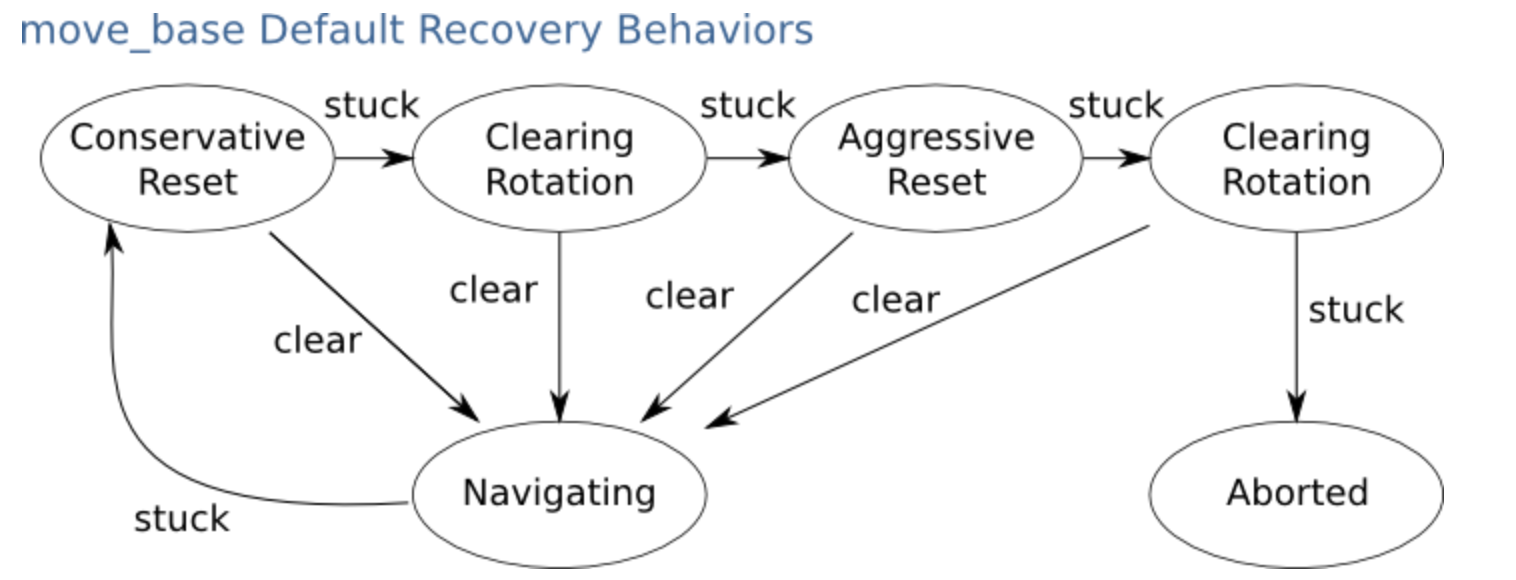 move_base Default Recovery Behaviors
stuck stuck stuck
Conservative Clearing Aggressive Clearing
Reset Rotation Reset Rotation
clear clear clear stuck
clear
Navigating Aborted
stuck